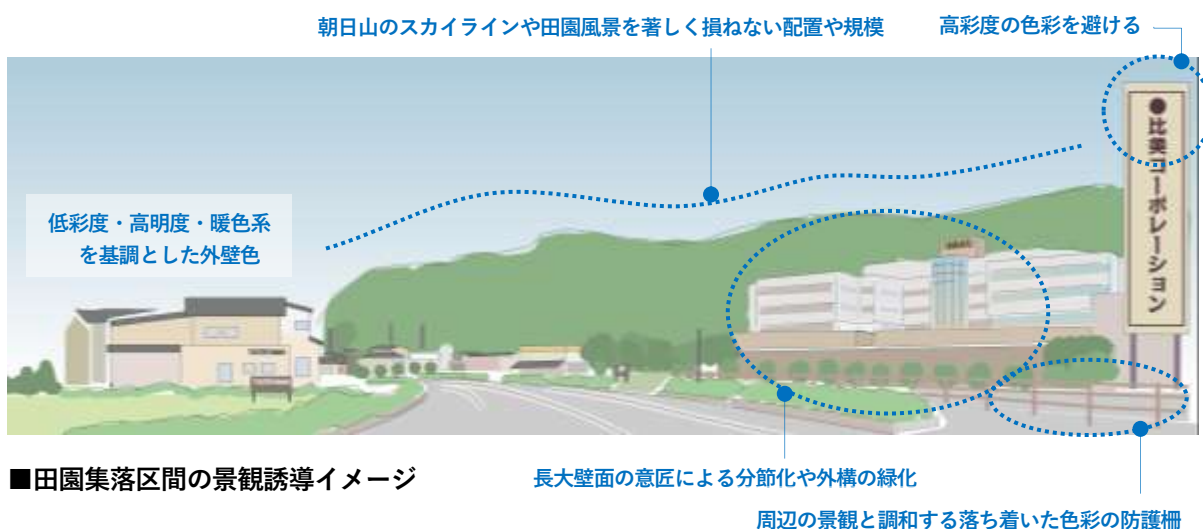 朝日山のスカイラインや田園風景を著しく損ねない配置や規模
高彩度の色彩を避ける
●比美コーポレーション
低彩度・高明度・暖色系
を基調とした外壁色
■田園集落区間の景観誘導イメージ
長大壁面の意匠による分節化や外構の緑化
周辺の景観と調和する落ち着いた色彩の防護柵